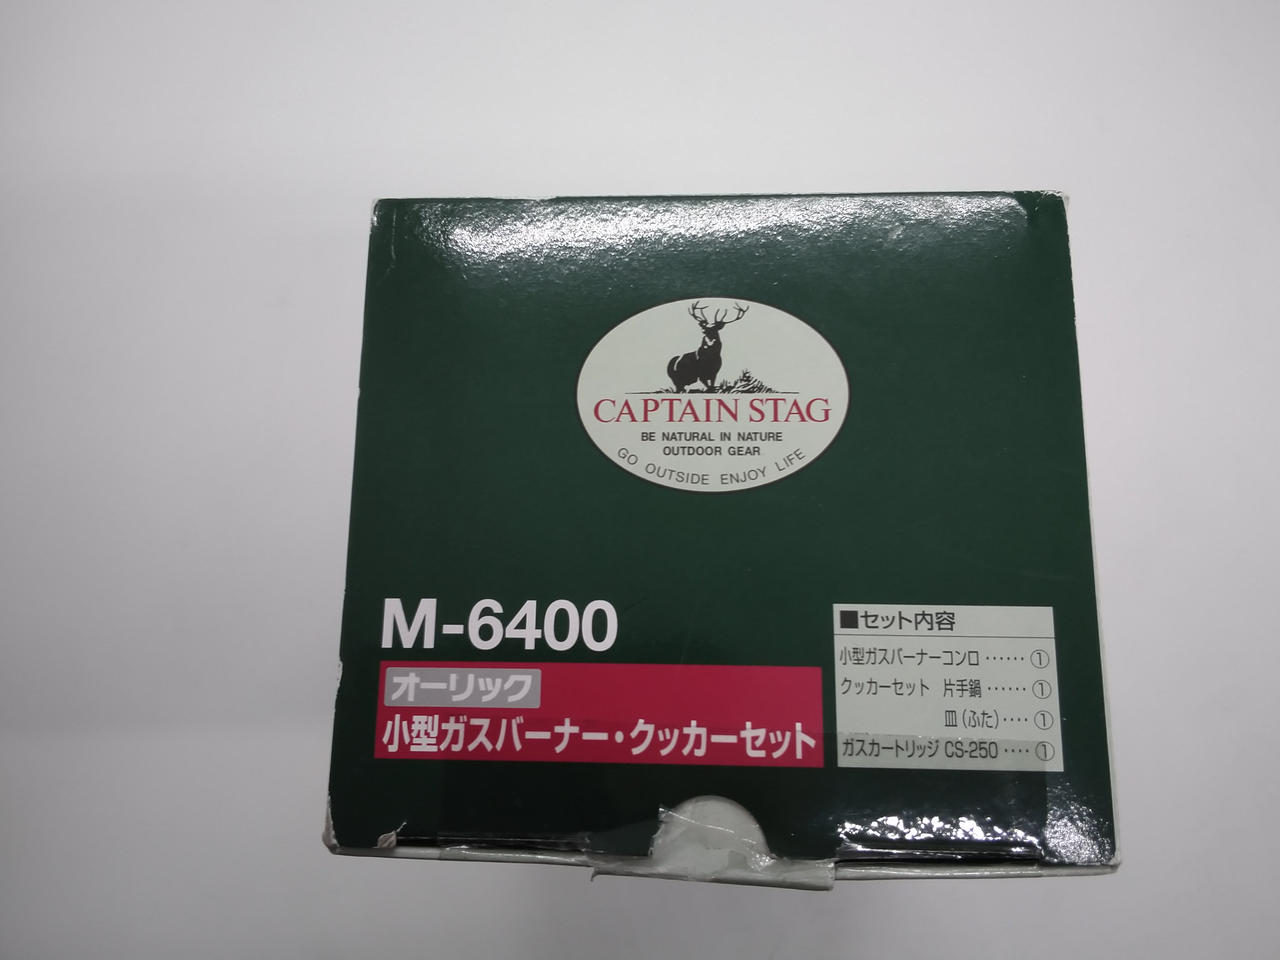 CAPTAIN STAG
BE NATURAL IN NATURE
OUTDOOR GEAR
GO OUTSIDE ENJOY LIFE
M-6400
オーリック
小型ガスバーナー・クッカーセット
■セット内容
小型ガスバーナーコンロ ‥‥‥ ①
クッカーセット 片手鍋 ‥‥‥ ①
皿(ふた)‥‥ ①
ガスカートリッジ CS-250 ‥‥ ①